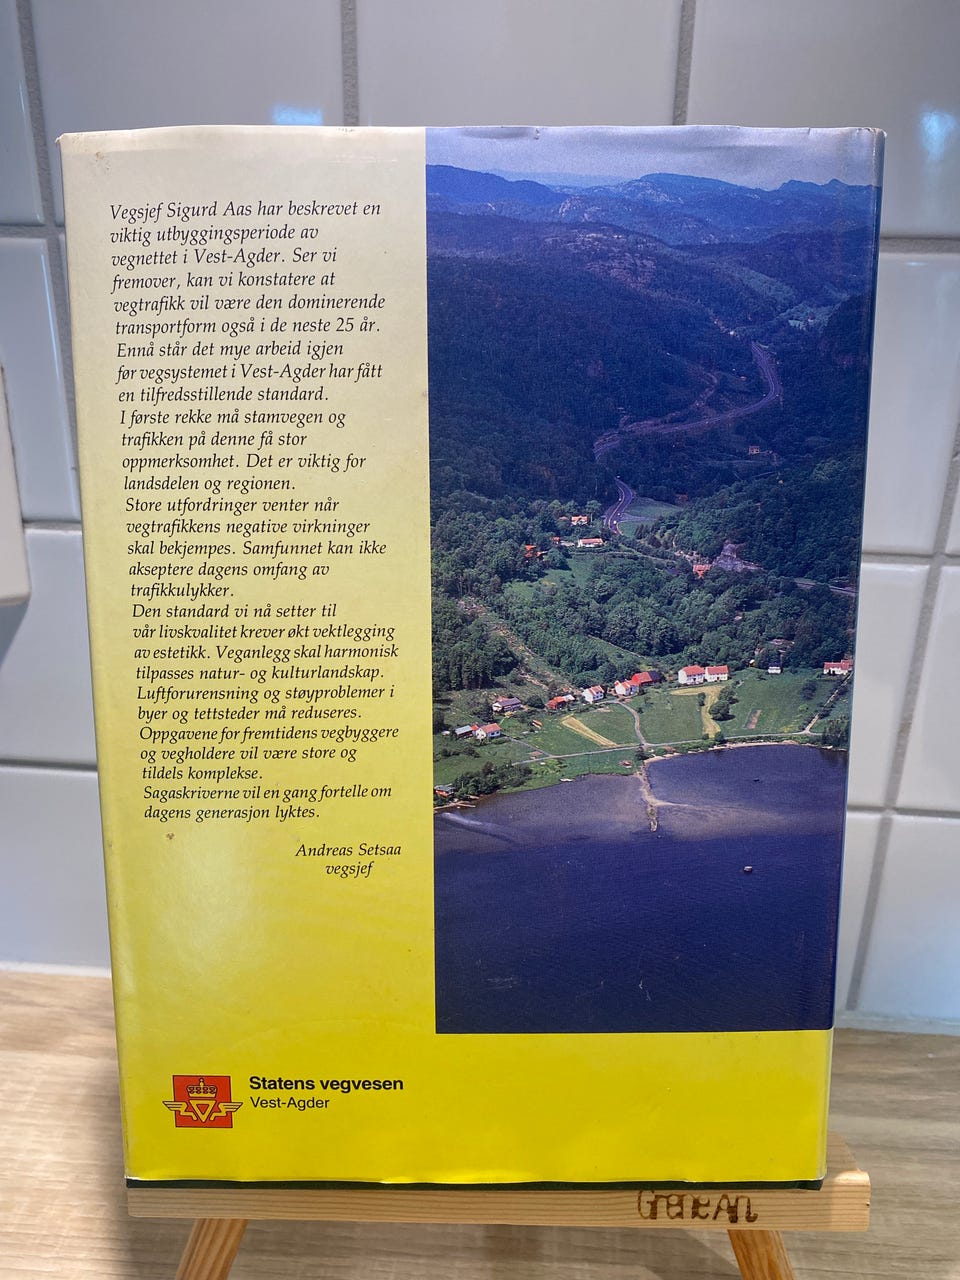 Vegsjef Sigurd Aas har beskrevet en
viktig utbyggingsperiode av
vegnettet i Vest-Agder. Ser vi
fremover, kan vi konstatere at
vegtrafikk vil være den dominerende
transportform også i de neste 25 år.
Ennå står det mye arbeid igjen
før vegsystemet i Vest-Agder har fått
en tilfredsstillende standard.
I første rekke må stamvegen og
trafikken på denne få stor
oppmerksomhet. Det er viktig for
landsdelen og regionen.
Store utfordringer venter når
vegtrafikkens negative virkninger
skal bekjempes. Samfunnet kan ikke
akseptere dagens omfang av
trafikkulykker.
Den standard vi nå setter til
vår livskvalitet krever økt vektlegging
av estetikk. Veganlegg skal harmonisk
tilpasses natur- og kulturlandskap.
Luftforurensning og støyproblemer i
byer og tettsteder må reduseres.
Oppgavene for fremtidens vegbyggere
og vegholdere vil være store og
tildels komplekse.
Sagaskriverne vil en gang fortelle om
dagens generasjon lyktes.
Andreas Setsaa
vegsjef
Statens vegvesen
Vest-Agder